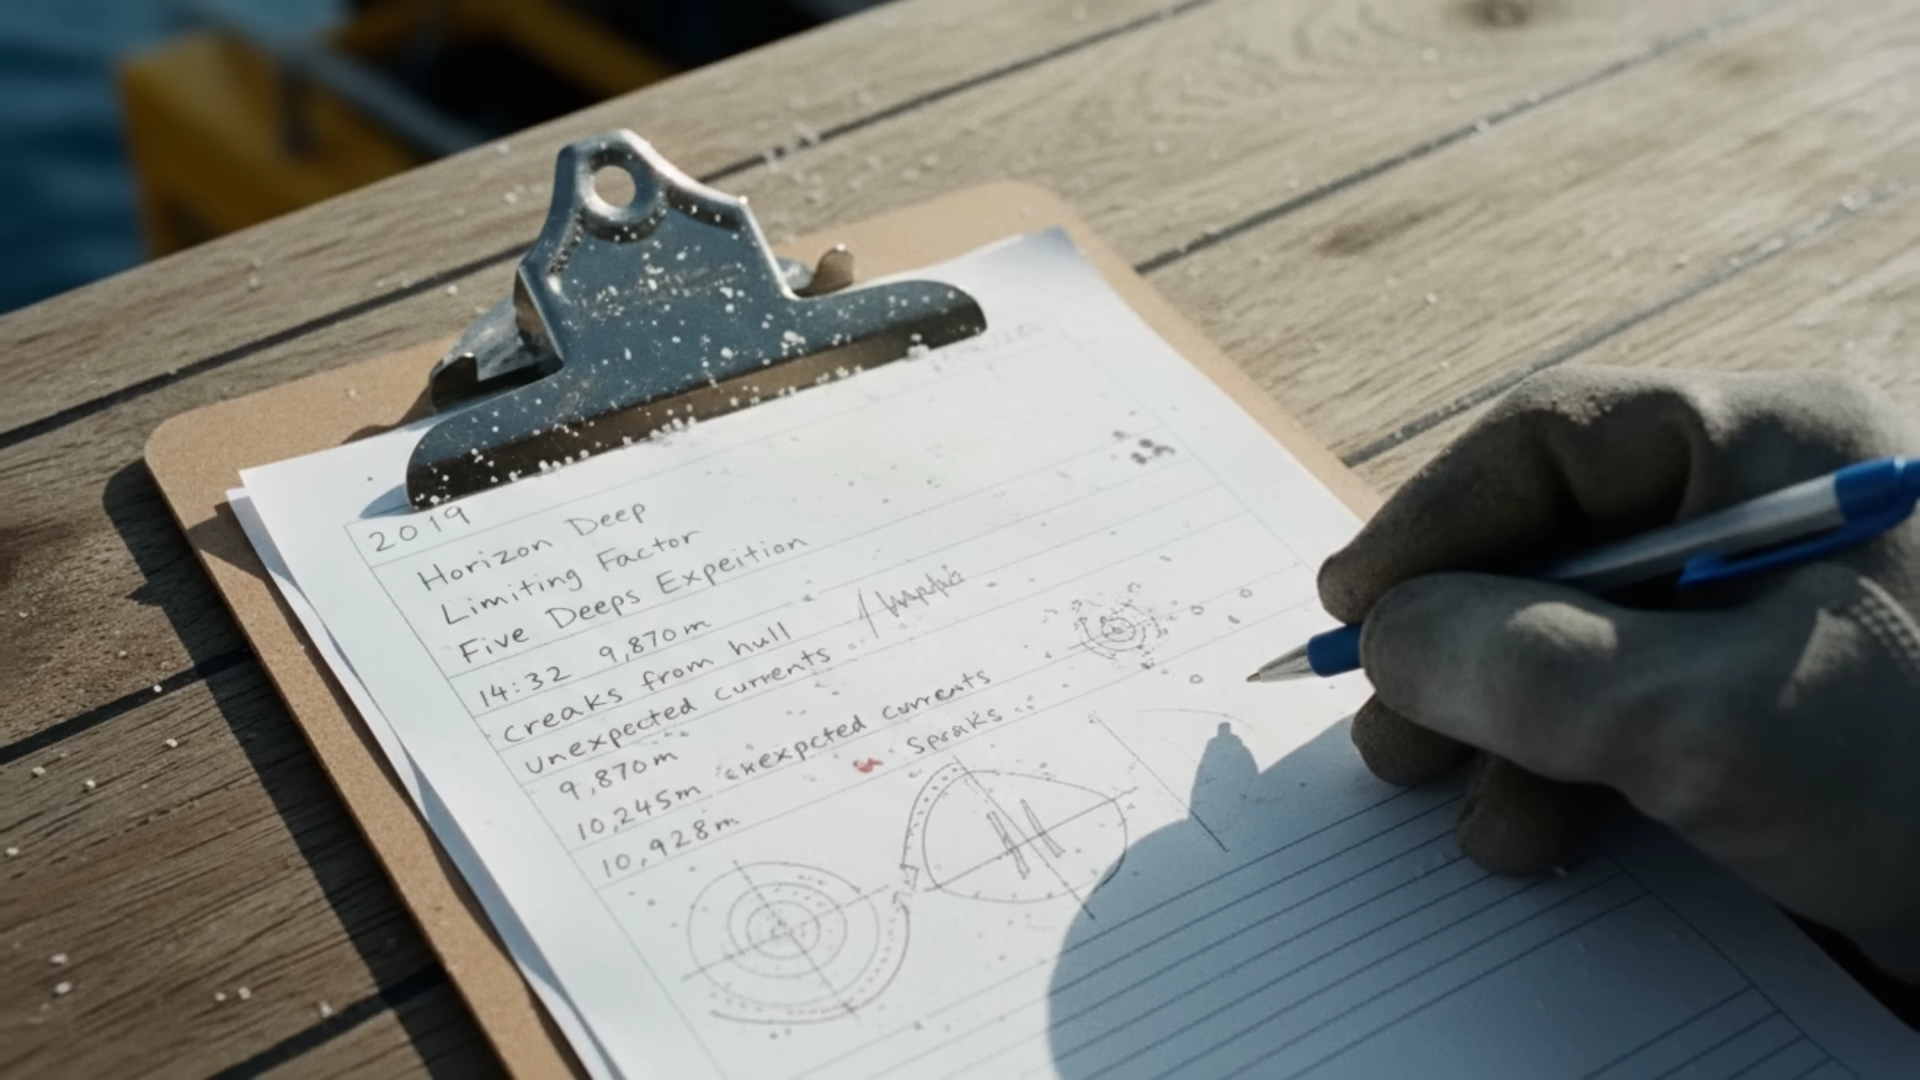 2019
Horizon Deep
Limiting Factor
Five Deeps Expeition
14:32 9,870m
creaks from hull
unexpected currents
9,870m
10,245m exexpcted currents
10,928m Spraks